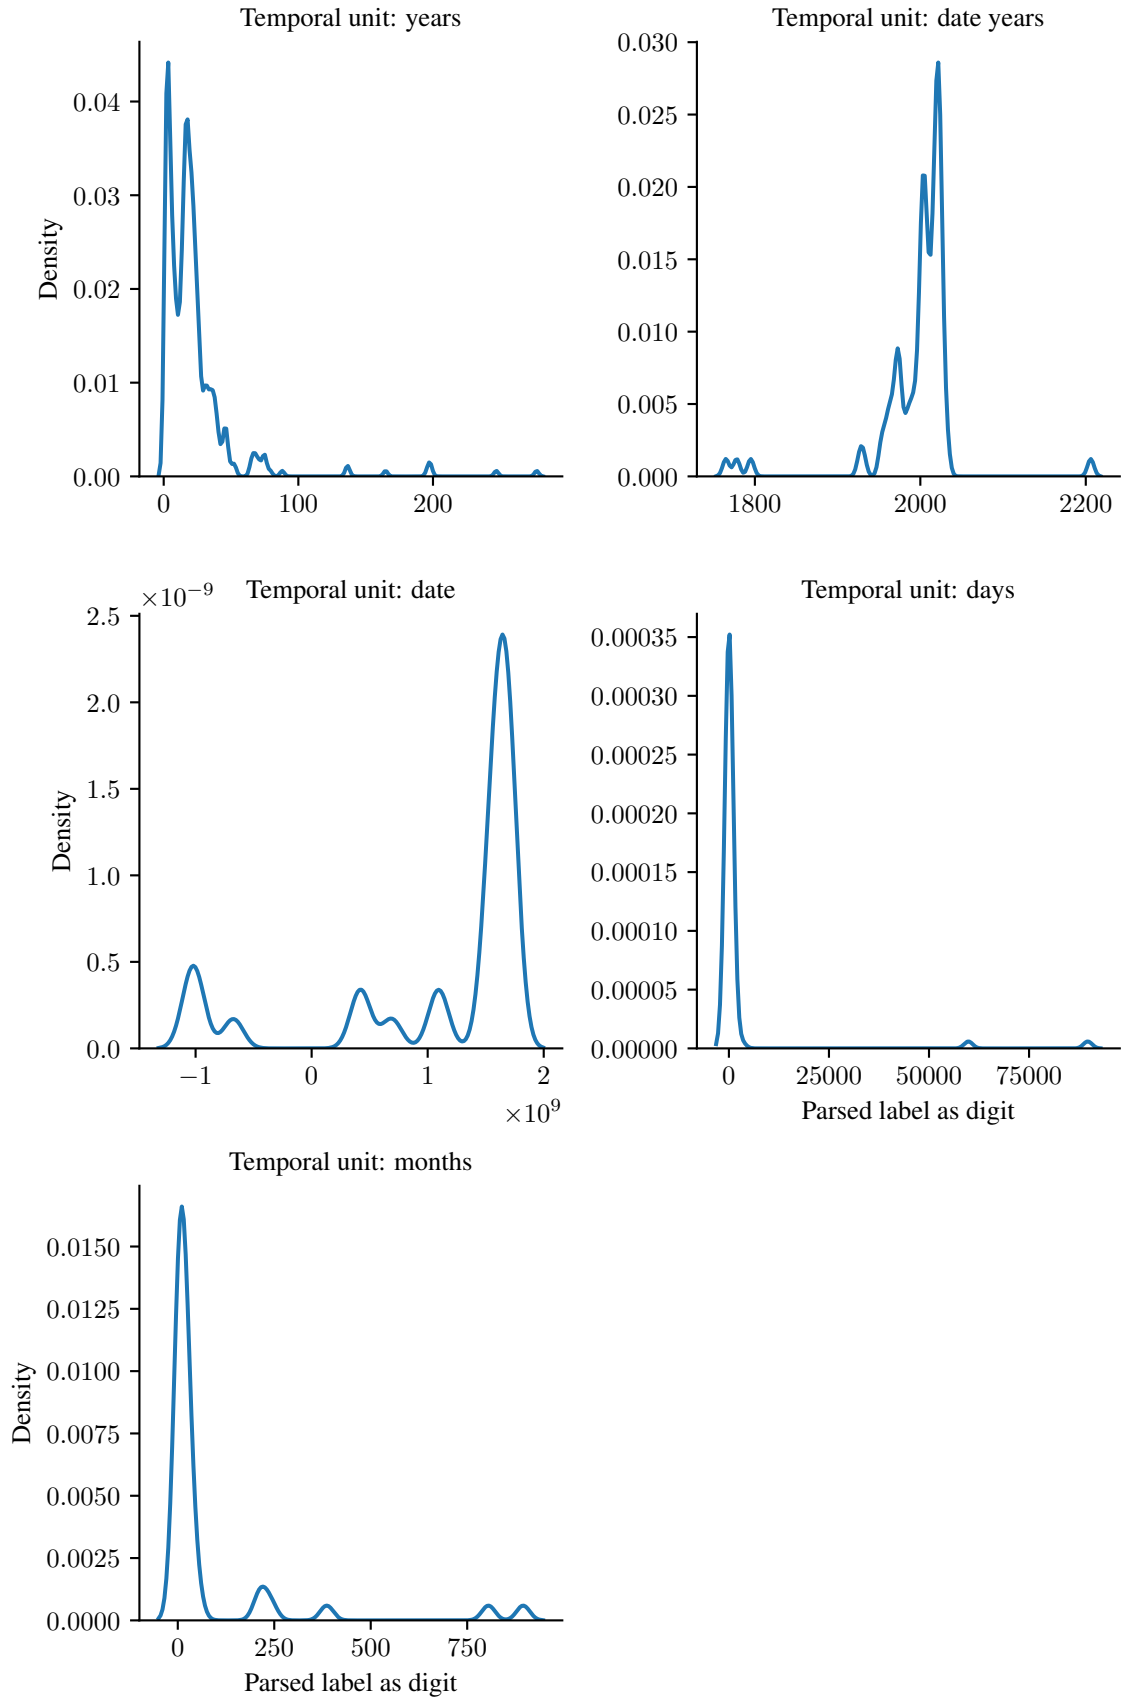 Temporal unit: years
0.04
0.03
0.02
0.01
0.00
Density
0 100 200
Temporal unit: date years
0.030
0.025
0.020
0.015
0.010
0.005
0.000
1800 2000 2200
Temporal unit: date
×10⁻⁹
2.5
2.0
1.5
1.0
0.5
0.0
Density
−1 0 1 2
×10⁹
Temporal unit: days
0.00035
0.00030
0.00025
0.00020
0.00015
0.00010
0.00005
0.00000
0 25000 50000 75000
Parsed label as digit
Temporal unit: months
0.0150
0.0125
0.0100
0.0075
0.0050
0.0025
0.0000
Density
0 250 500 750
Parsed label as digit